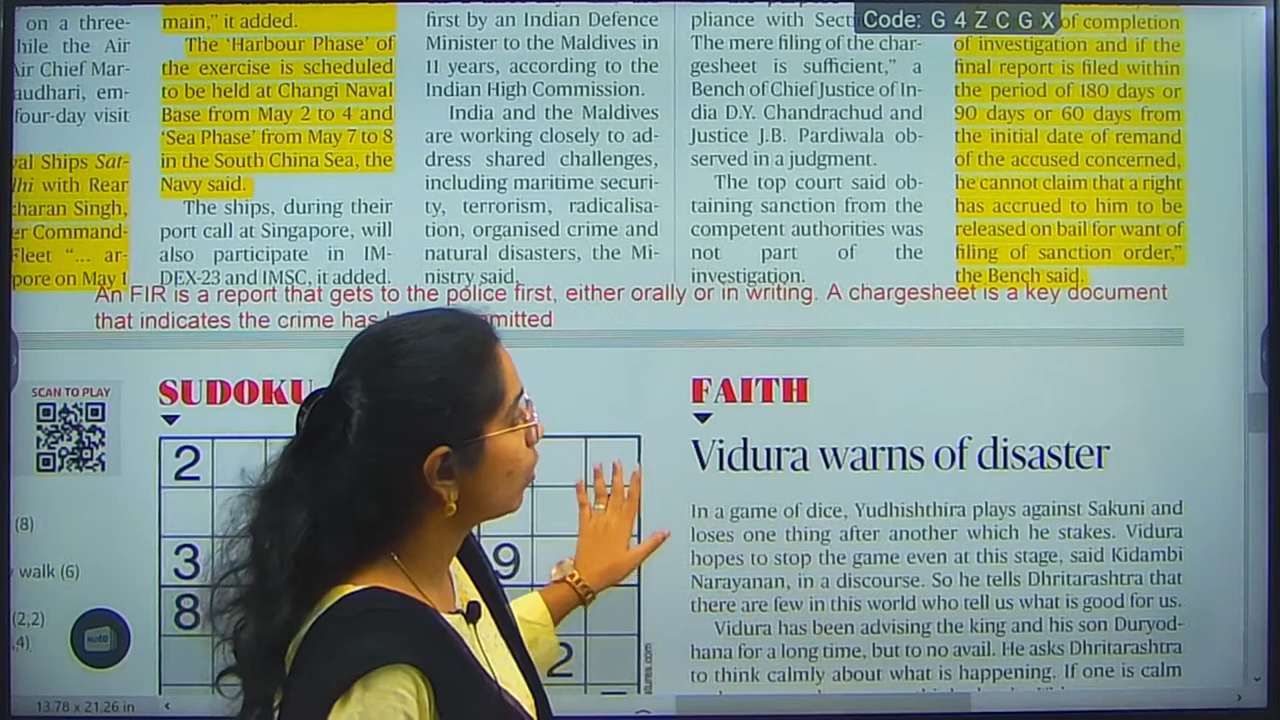 on a three-
hile the Air
Air Chief Mar-
audhari, em-
four-day visit
val Ships Sat-
lhi with Rear
charan Singh,
er Command-
Fleet “... ar-
pore on May 1
main,” it added.
The ‘Harbour Phase’ of
the exercise is scheduled
to be held at Changi Naval
Base from May 2 to 4 and
‘Sea Phase’ from May 7 to 8
in the South China Sea, the
Navy said.
The ships, during their
port call at Singapore, will
also participate in IM-
DEX-23 and IMSC, it added.
first by an Indian Defence
Minister to the Maldives in
11 years, according to the
Indian High Commission.
India and the Maldives
are working closely to ad-
dress shared challenges,
including maritime securi-
ty, terrorism, radicalisa-
tion, organised crime and
natural disasters, the Mi-
nistry said.
pliance with Sect
The mere filing of the char-
gesheet is sufficient,” a
Bench of Chief Justice of In-
dia D.Y. Chandrachud and
Justice J.B. Pardiwala ob-
served in a judgment.
The top court said ob-
taining sanction from the
competent authorities was
not part of the
investigation.
Code: G 4 Z C G X
of completion
of investigation and if the
final report is filed within
the period of 180 days or
90 days or 60 days from
the initial date of remand
of the accused concerned,
he cannot claim that a right
has accrued to him to be
released on bail for want of
filing of sanction order,”
the Bench said.
An FIR is a report that gets to the police first, either orally or in writing. A chargesheet is a key document
that indicates the crime has mitted
SCAN TO PLAY
(8)
walk (6)
(2,2)
,4)
Note
SUDOKU
2
3 9
8
2
FAITH
Vidura warns of disaster
In a game of dice, Yudhishthira plays against Sakuni and
loses one thing after another which he stakes. Vidura
hopes to stop the game even at this stage, said Kidambi
Narayanan, in a discourse. So he tells Dhritarashtra that
there are few in this world who tell us what is good for us.
Vidura has been advising the king and his son Duryod-
hana for a long time, but to no avail. He asks Dhritarashtra
to think calmly about what is happening. If one is calm
13.78 x 21.26 in